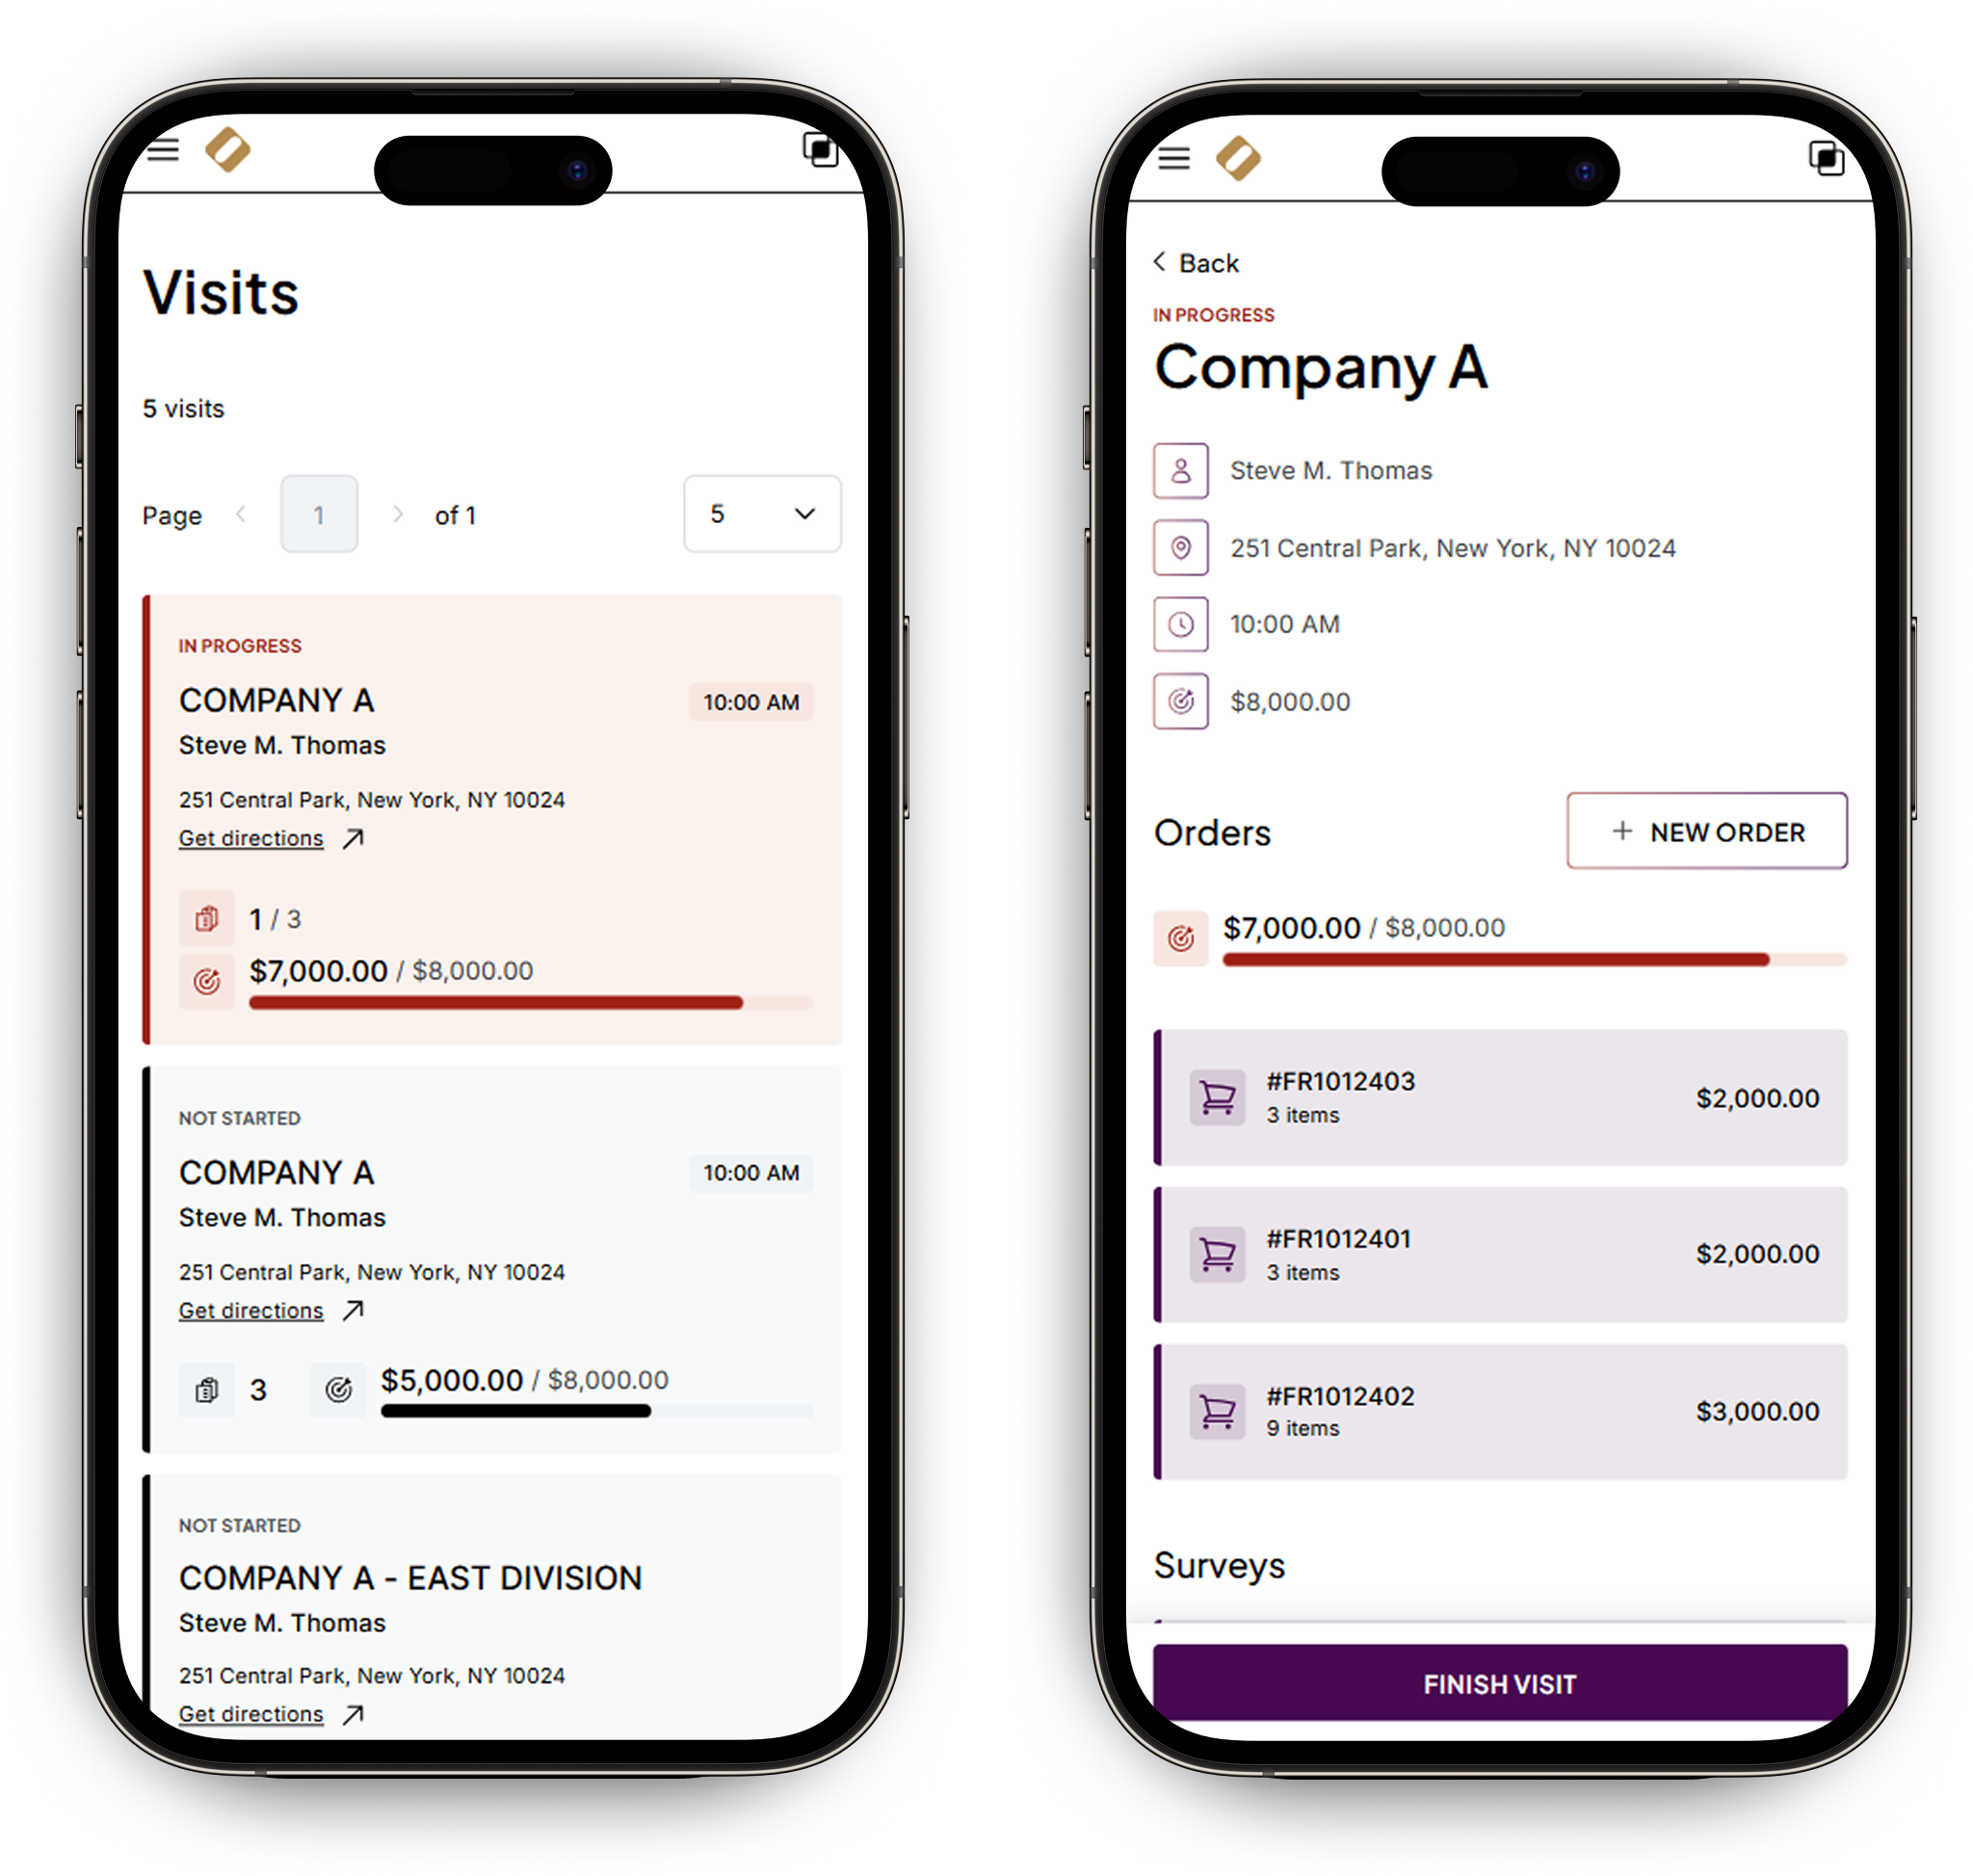 Visits
5 visits
Page 1 of 1 5
IN PROGRESS
COMPANY A 10:00 AM
Steve M. Thomas
251 Central Park, New York, NY 10024
Get directions
1 / 3
$7,000.00 / $8,000.00
NOT STARTED
COMPANY A 10:00 AM
Steve M. Thomas
251 Central Park, New York, NY 10024
Get directions
3 $5,000.00 / $8,000.00
NOT STARTED
COMPANY A - EAST DIVISION
Steve M. Thomas
251 Central Park, New York, NY 10024
Get directions
Back
IN PROGRESS
Company A
Steve M. Thomas
251 Central Park, New York, NY 10024
10:00 AM
$8,000.00
Orders + NEW ORDER
$7,000.00 / $8,000.00
#FR1012403
3 items $2,000.00
#FR1012401
3 items $2,000.00
#FR1012402
9 items $3,000.00
Surveys
FINISH VISIT